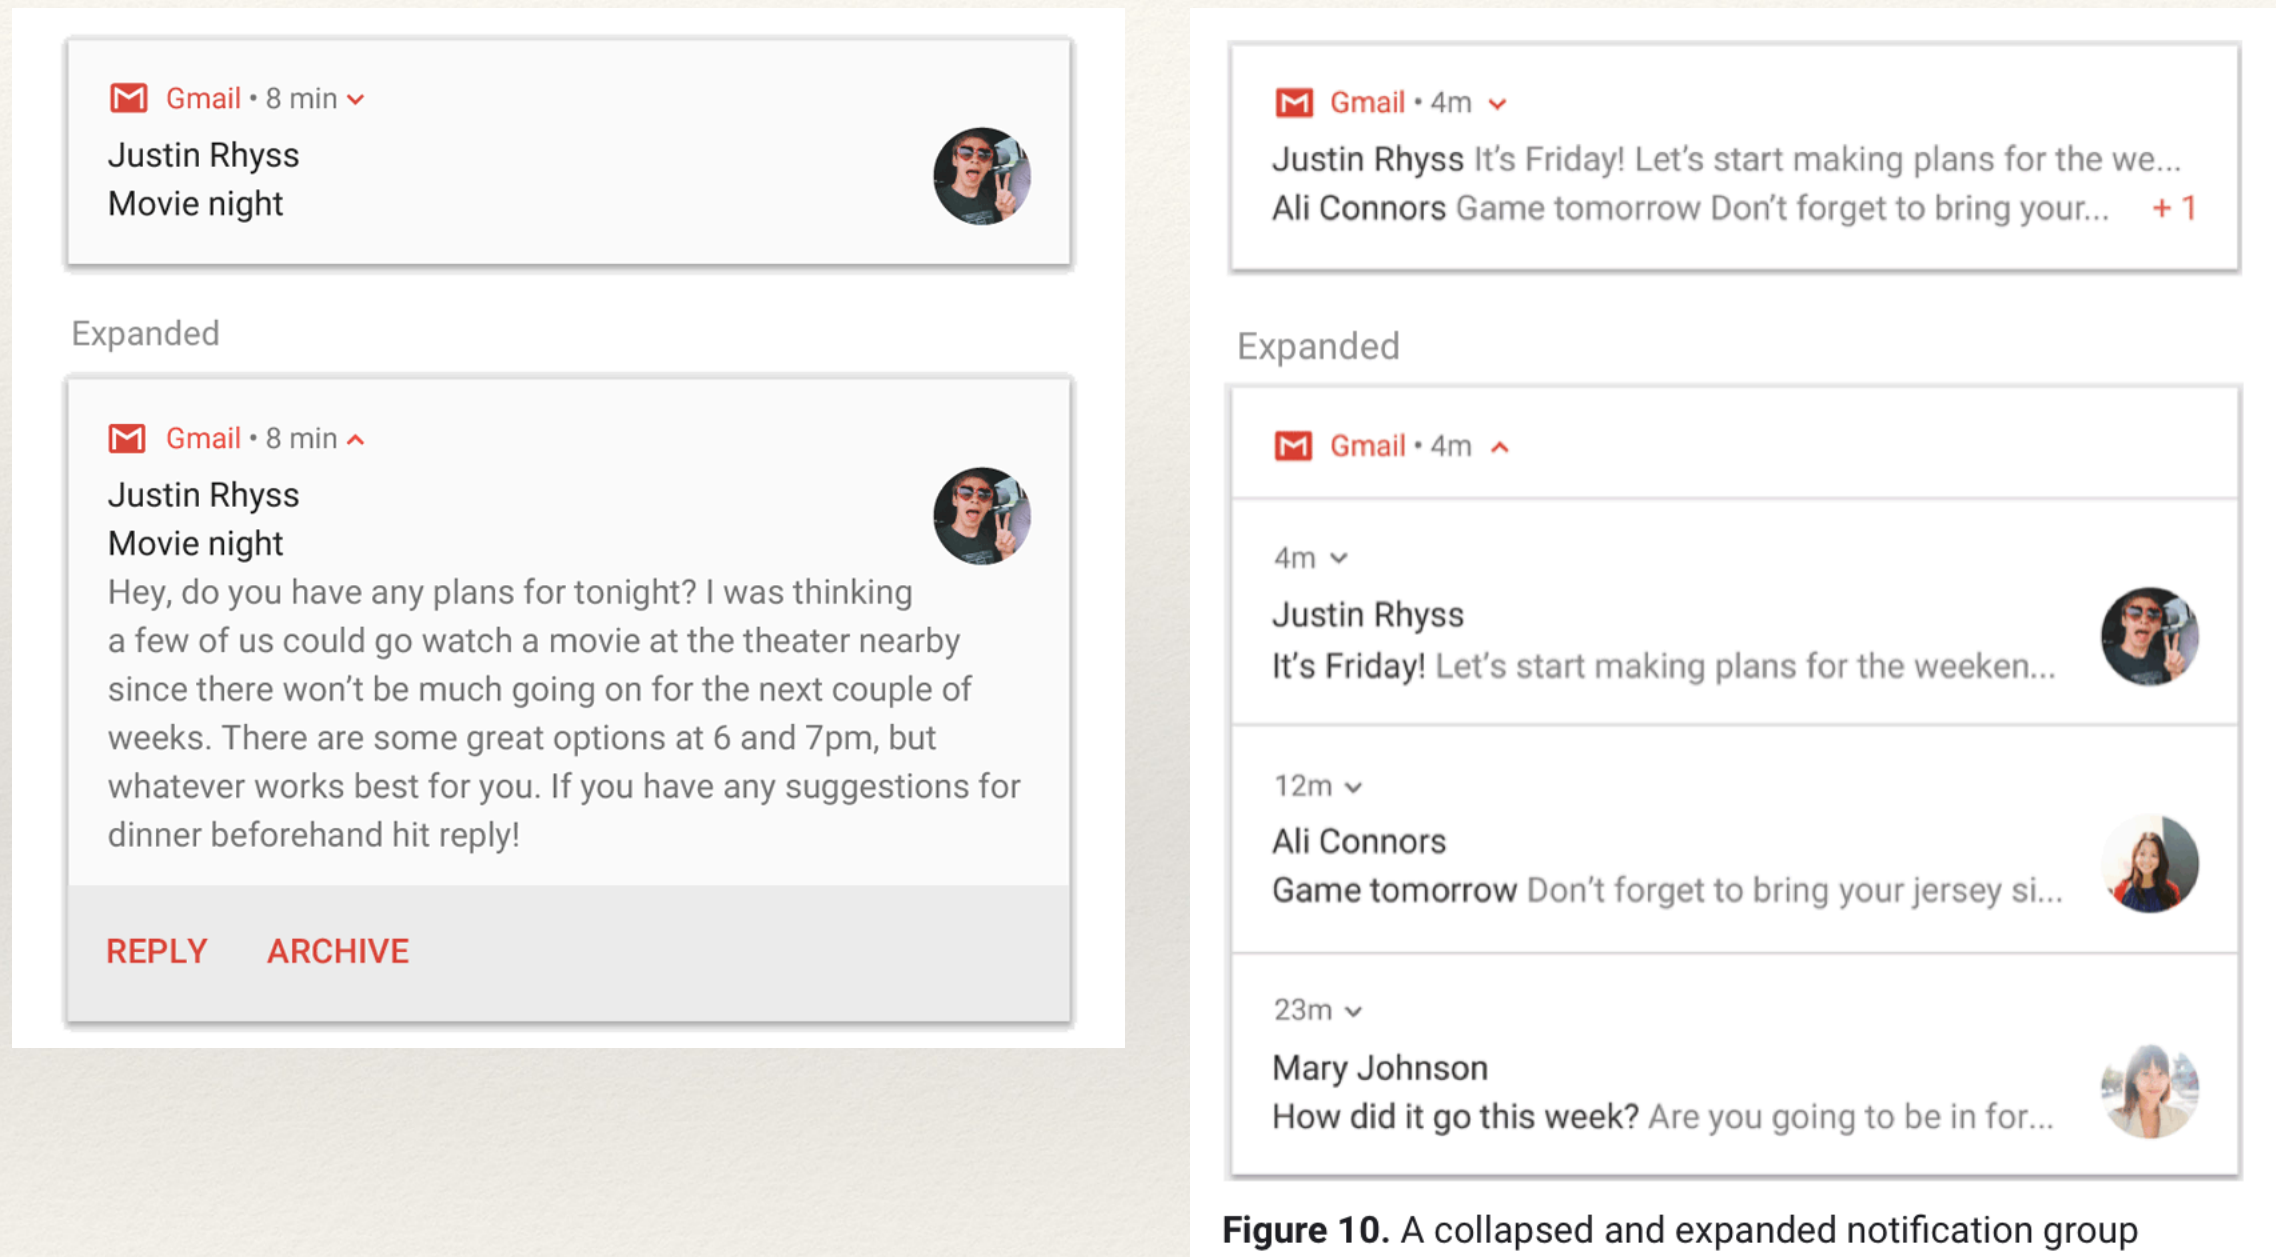 Gmail • 8 min
Justin Rhyss
Movie night
Expanded
Gmail • 8 min
Justin Rhyss
Movie night
Hey, do you have any plans for tonight? I was thinking
a few of us could go watch a movie at the theater nearby
since there won’t be much going on for the next couple of
weeks. There are some great options at 6 and 7pm, but
whatever works best for you. If you have any suggestions for
dinner beforehand hit reply!
REPLY ARCHIVE
Gmail • 4m
Justin Rhyss It’s Friday! Let’s start making plans for the we...
Ali Connors Game tomorrow Don’t forget to bring your... + 1
Expanded
Gmail • 4m
4m
Justin Rhyss
It’s Friday! Let’s start making plans for the weeken...
12m
Ali Connors
Game tomorrow Don’t forget to bring your jersey si...
23m
Mary Johnson
How did it go this week? Are you going to be in for...
Figure 10. A collapsed and expanded notification group